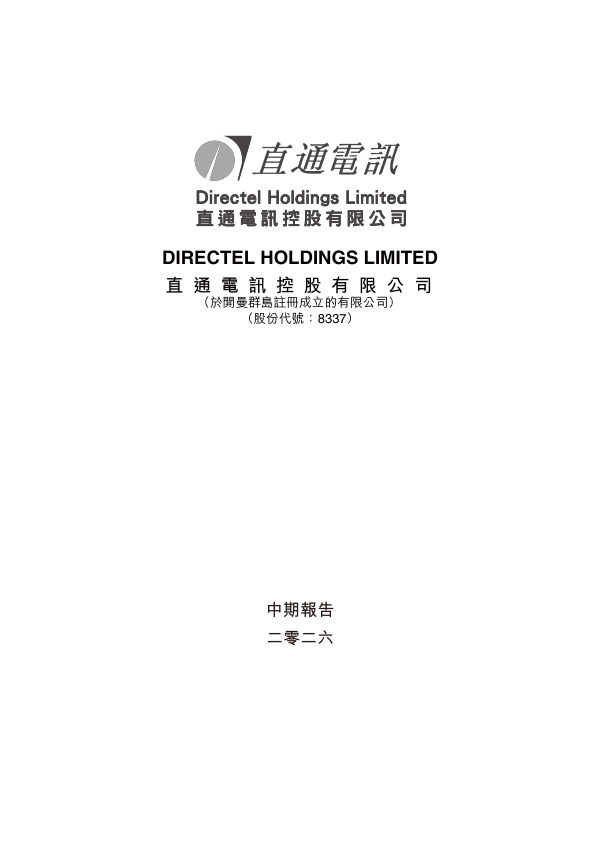 直通電訊
Directel Holdings Limited
直通電訊控股有限公司
DIRECTEL HOLDINGS LIMITED
直通電訊控股有限公司
（於開曼群島註冊成立的有限公司）
（股份代號：8337）
中期報告
二零二六